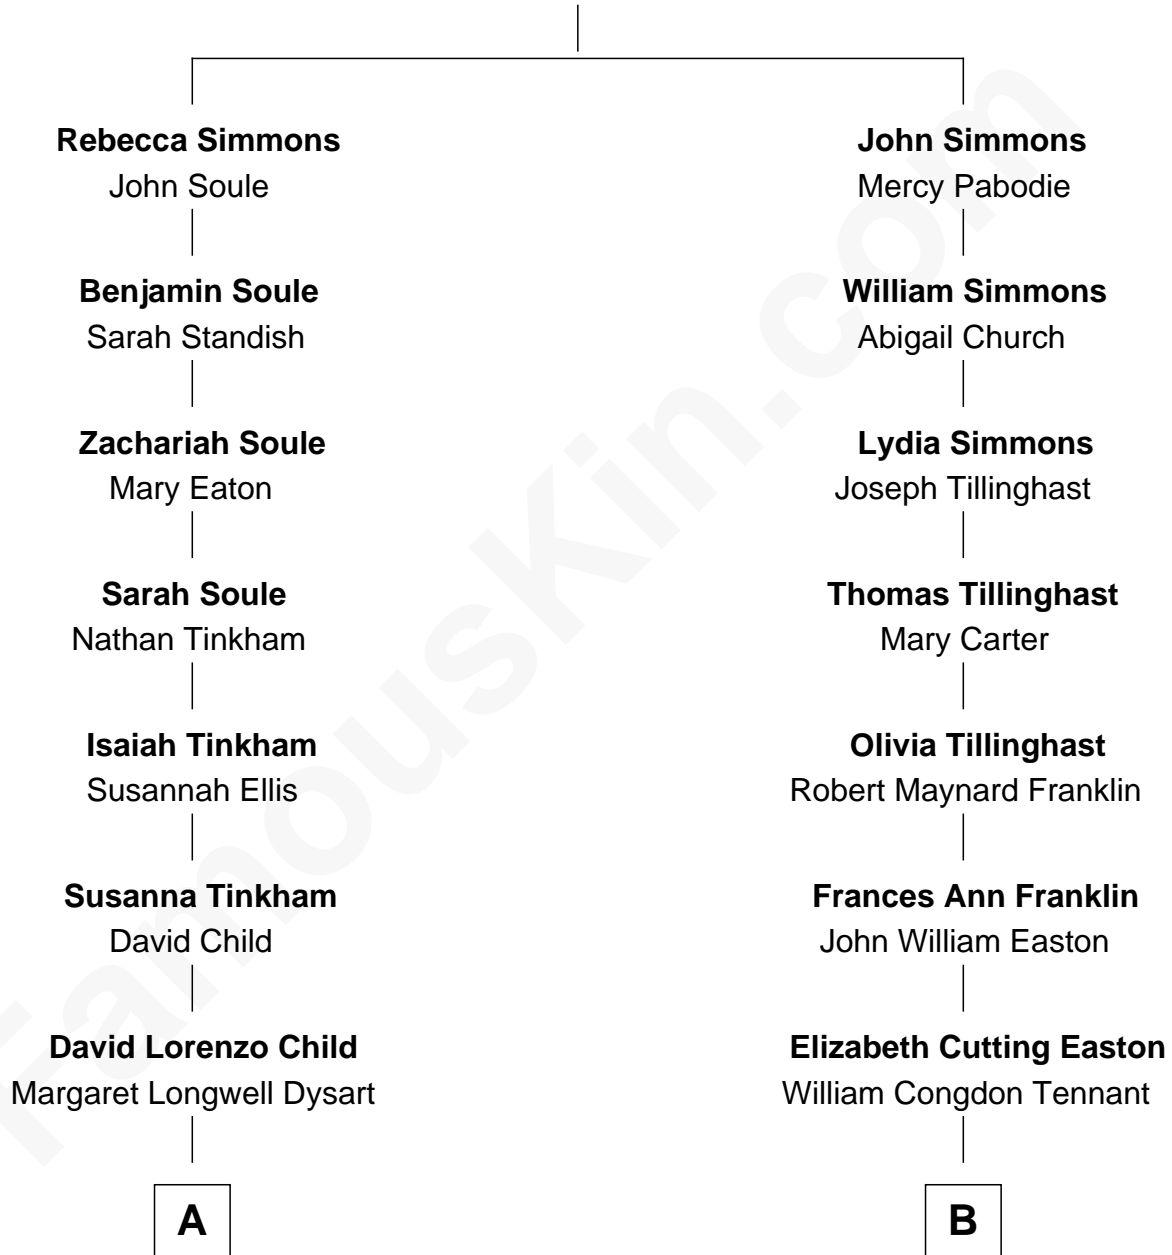 Rebecca Simmons
John Soule
John Simmons
Mercy Pabodie
Benjamin Soule
Sarah Standish
William Simmons
Abigail Church
Zachariah Soule
Mary Eaton
Lydia Simmons
Joseph Tillinghast
Sarah Soule
Nathan Tinkham
Thomas Tillinghast
Mary Carter
Isaiah Tinkham
Susannah Ellis
Olivia Tillinghast
Robert Maynard Franklin
Susanna Tinkham
David Child
Frances Ann Franklin
John William Easton
David Lorenzo Child
Margaret Longwell Dysart
Elizabeth Cutting Easton
William Congdon Tennant
A
B
FamousKin.com